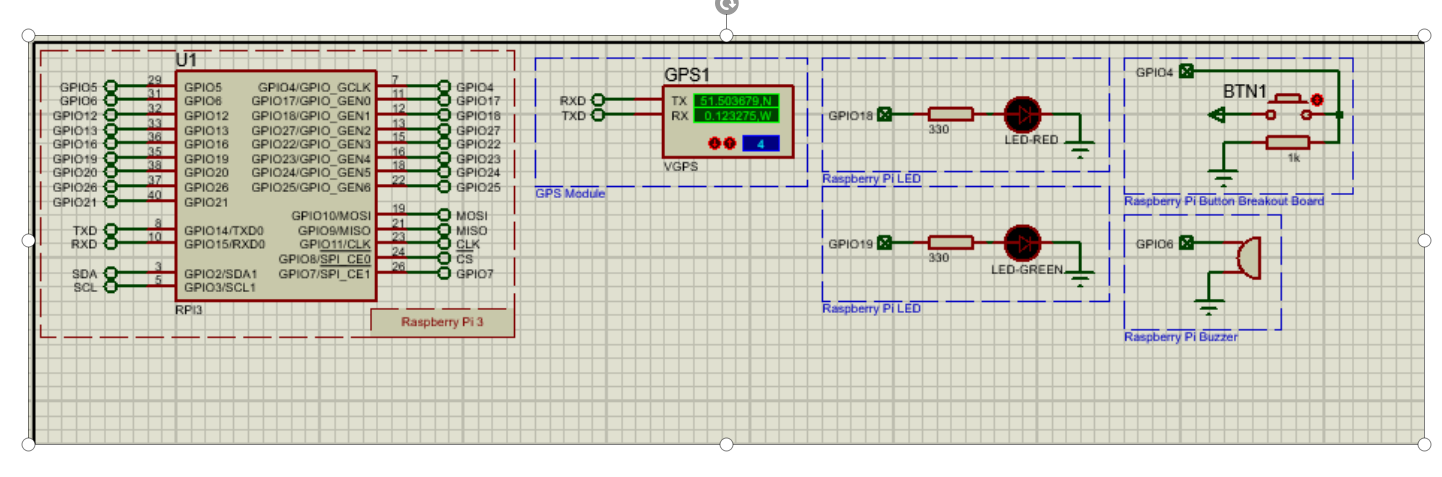 U1
GPIO5 29 GPIO5 GPIO4/GPIO_GCLK 7 GPIO4
GPIO6 31 GPIO6 GPIO17/GPIO_GEN0 11 GPIO17
GPIO12 32 GPIO12 GPIO18/GPIO_GEN1 12 GPIO18
GPIO13 33 GPIO13 GPIO27/GPIO_GEN2 13 GPIO27
GPIO16 36 GPIO16 GPIO22/GPIO_GEN3 15 GPIO22
GPIO19 35 GPIO19 GPIO23/GPIO_GEN4 16 GPIO23
GPIO20 38 GPIO20 GPIO24/GPIO_GEN5 18 GPIO24
GPIO26 37 GPIO26 GPIO25/GPIO_GEN6 22 GPIO25
GPIO21 40 GPIO21
GPIO10/MOSI 19 MOSI
TXD 8 GPIO14/TXD0 GPIO9/MISO 21 MISO
RXD 10 GPIO15/RXD0 GPIO11/CLK 23 CLK
GPIO8/SPI_CE0 24 CS
SDA 3 GPIO2/SDA1 GPIO7/SPI_CE1 26 GPIO7
SCL 5 GPIO3/SCL1
RPI3
Raspberry Pi 3
GPS1
RXD TX 51.503679,N
TXD RX 0.123275,W
4
VGPS
GPS Module
GPIO18
330
LED-RED
Raspberry Pi LED
GPIO19
330
LED-GREEN
Raspberry Pi LED
GPIO4
BTN1
1k
Raspberry Pi Button Breakout Board
GPIO6
Raspberry Pi Buzzer